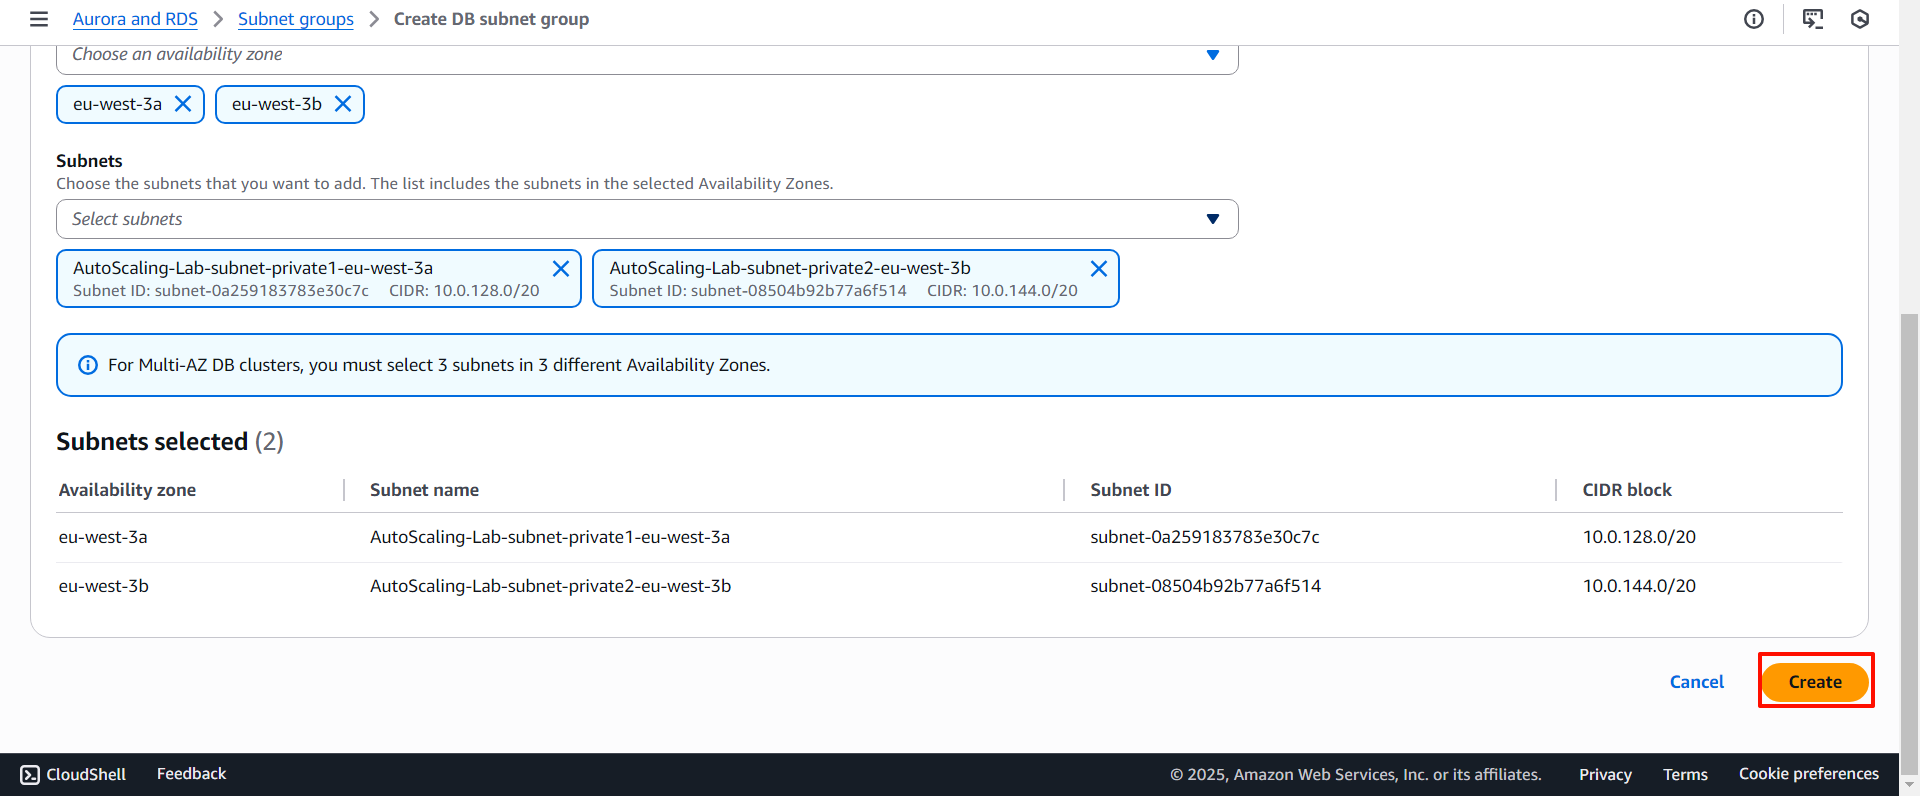 Aurora and RDS > Subnet groups > Create DB subnet group
Choose an availability zone
eu-west-3a eu-west-3b
Subnets
Choose the subnets that you want to add. The list includes the subnets in the selected Availability Zones.
Select subnets
AutoScaling-Lab-subnet-private1-eu-west-3a
Subnet ID: subnet-0a259183783e30c7c CIDR: 10.0.128.0/20
AutoScaling-Lab-subnet-private2-eu-west-3b
Subnet ID: subnet-08504b92b77a6f514 CIDR: 10.0.144.0/20
For Multi-AZ DB clusters, you must select 3 subnets in 3 different Availability Zones.
Subnets selected (2)
Availability zone Subnet name Subnet ID CIDR block
eu-west-3a AutoScaling-Lab-subnet-private1-eu-west-3a subnet-0a259183783e30c7c 10.0.128.0/20
eu-west-3b AutoScaling-Lab-subnet-private2-eu-west-3b subnet-08504b92b77a6f514 10.0.144.0/20
Cancel Create
CloudShell Feedback © 2025, Amazon Web Services, Inc. or its affiliates. Privacy Terms Cookie preferences